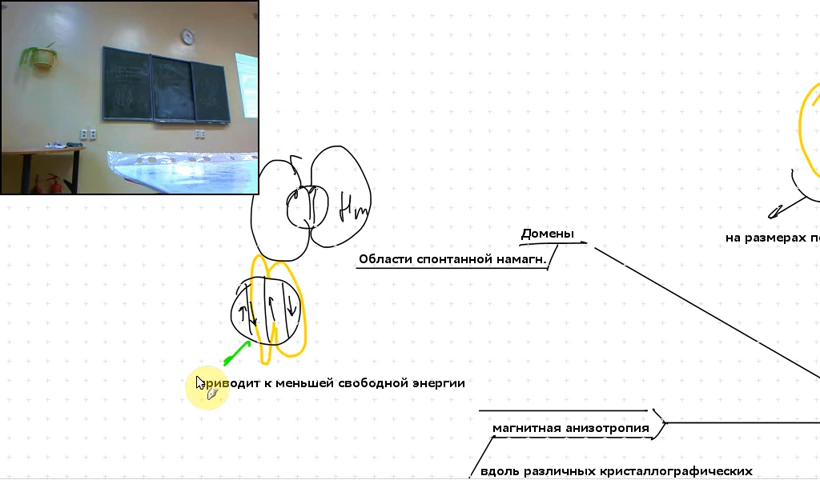 Hm
Домены
на размерах
Области спонтанной намагн.
приводит к меньшей свободной энергии
магнитная анизотропия
вдоль различных кристаллографических